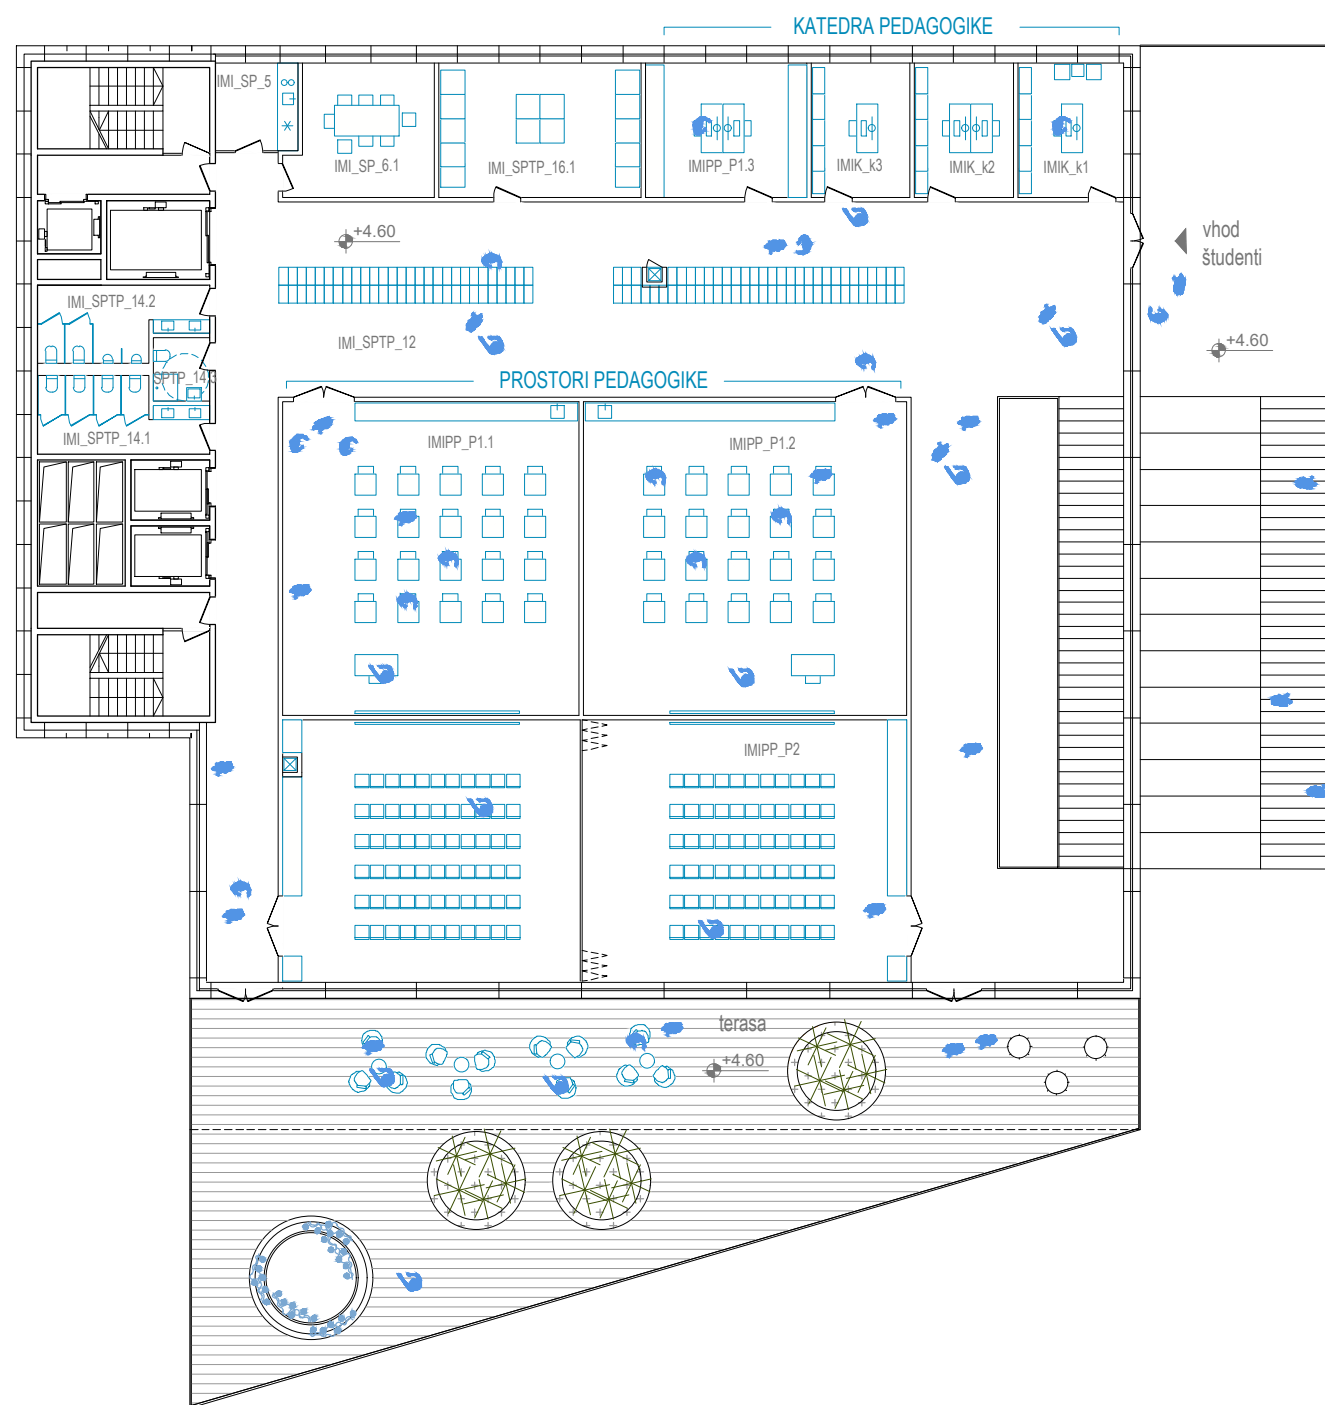 KATEDRA PEDAGOGIKE
IMI_SP_5
IMI_SP_6.1
IMI_SPTP_16.1
IMIPP_P1.3
IMIK_k3
IMIK_k2
IMIK_k1
+4.60
vhod
študenti
+4.60
IMI_SPTP_14.2
IMI_SPTP_12
SPTP_14.3
PROSTORI PEDAGOGIKE
IMI_SPTP_14.1
IMIPP_P1.1
IMIPP_P1.2
IMIPP_P2
terasa
+4.60